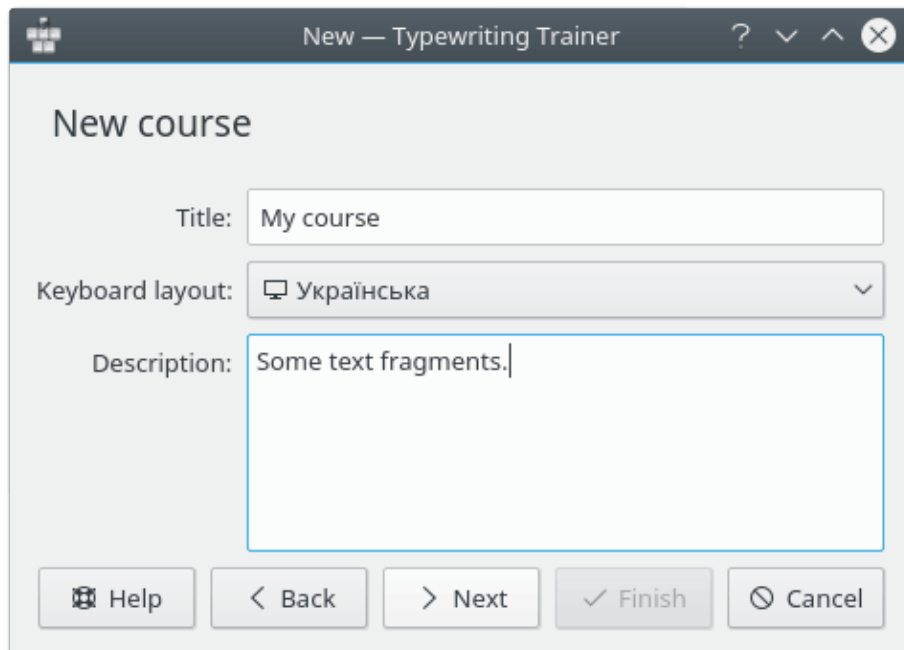 New — Typewriting Trainer
New course
Title: My course
Keyboard layout: Українська
Description: Some text fragments.
Help Back Next Finish Cancel